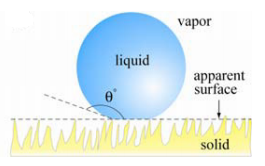 vapor
liquid
θ*
apparent
surface
solid